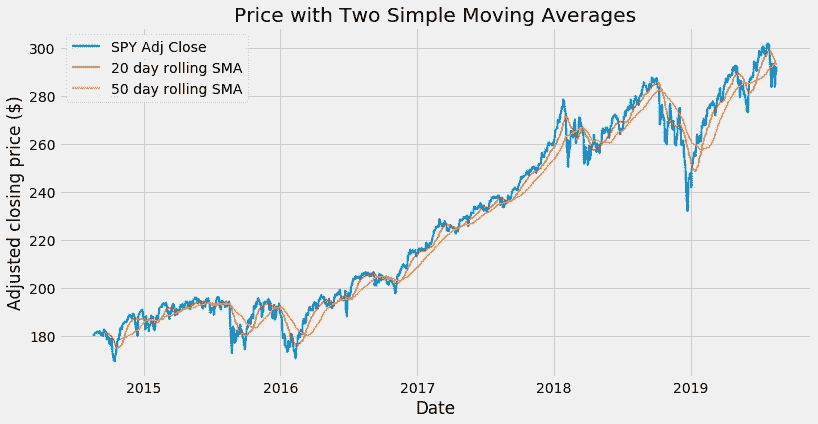 Price with Two Simple Moving Averages
SPY Adj Close
20 day rolling SMA
50 day rolling SMA
Adjusted closing price ($)
300
280
260
240
220
200
180
2015 2016 2017 2018 2019
Date